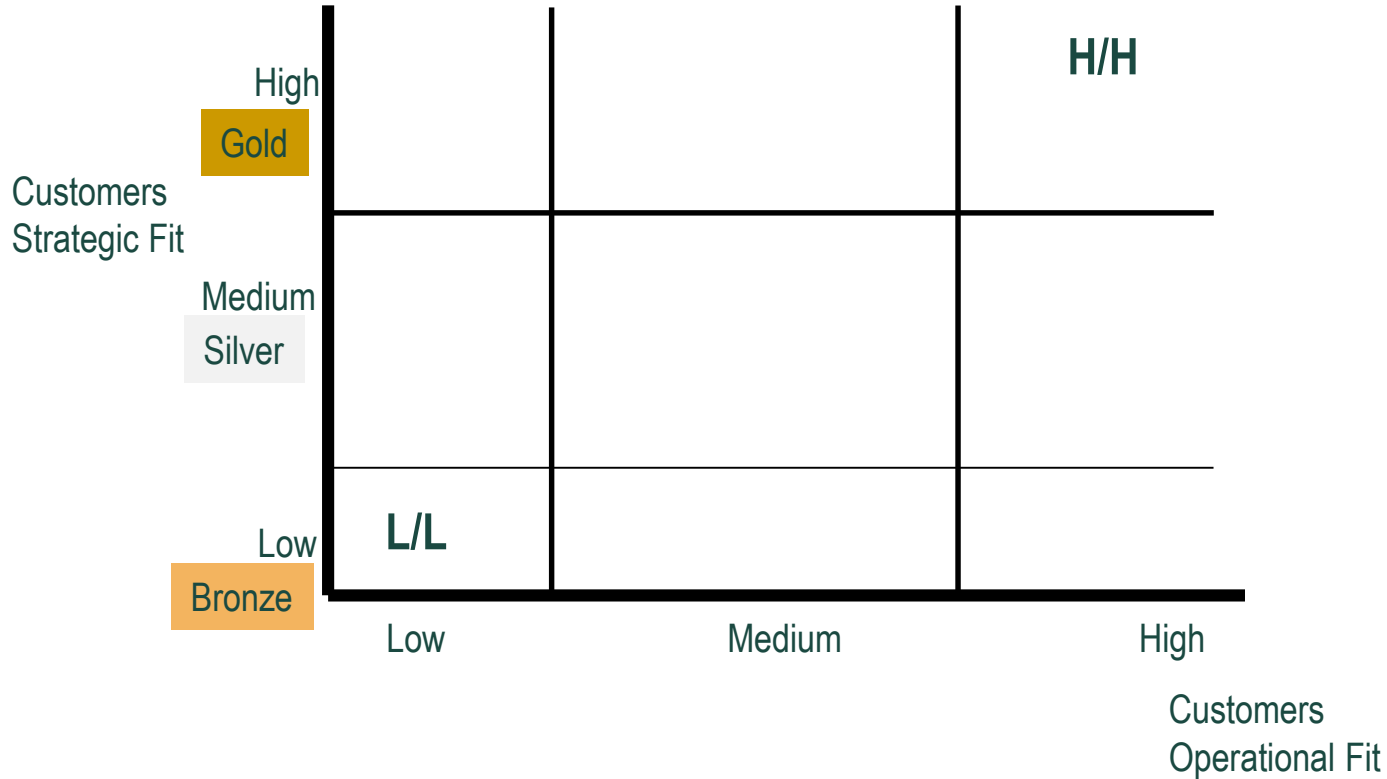 H/H
High
Gold
Customers
Strategic Fit
Medium
Silver
L/L
Low
Bronze
Low
Medium
High
Customers
Operational Fit